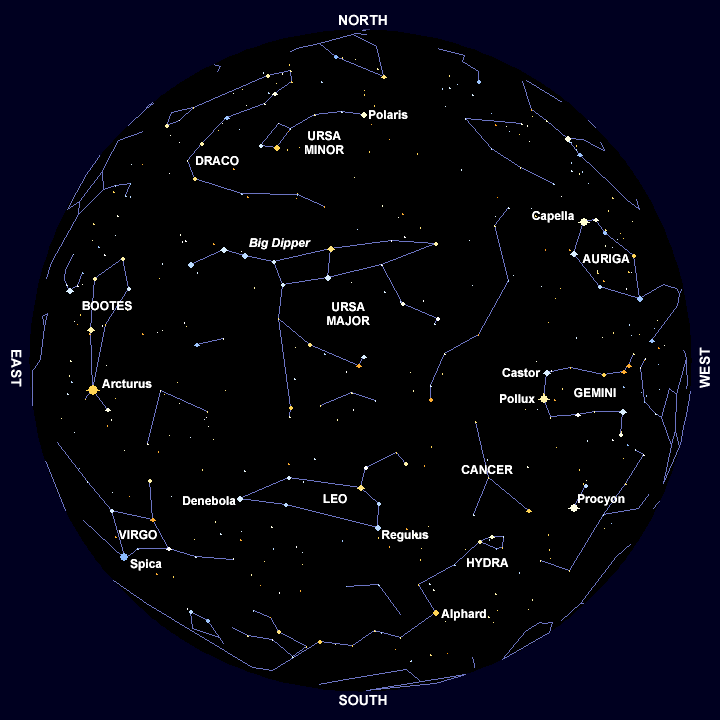 NORTH
Polaris
URSA
MINOR
DRACO
Capella
Big Dipper
AURIGA
BOOTES
URSA
MAJOR
EAST
WEST
Arcturus
Castor
Pollux
GEMINI
CANCER
Denebola
LEO
Procyon
Regulus
VIRGO
Spica
HYDRA
Alphard
SOUTH